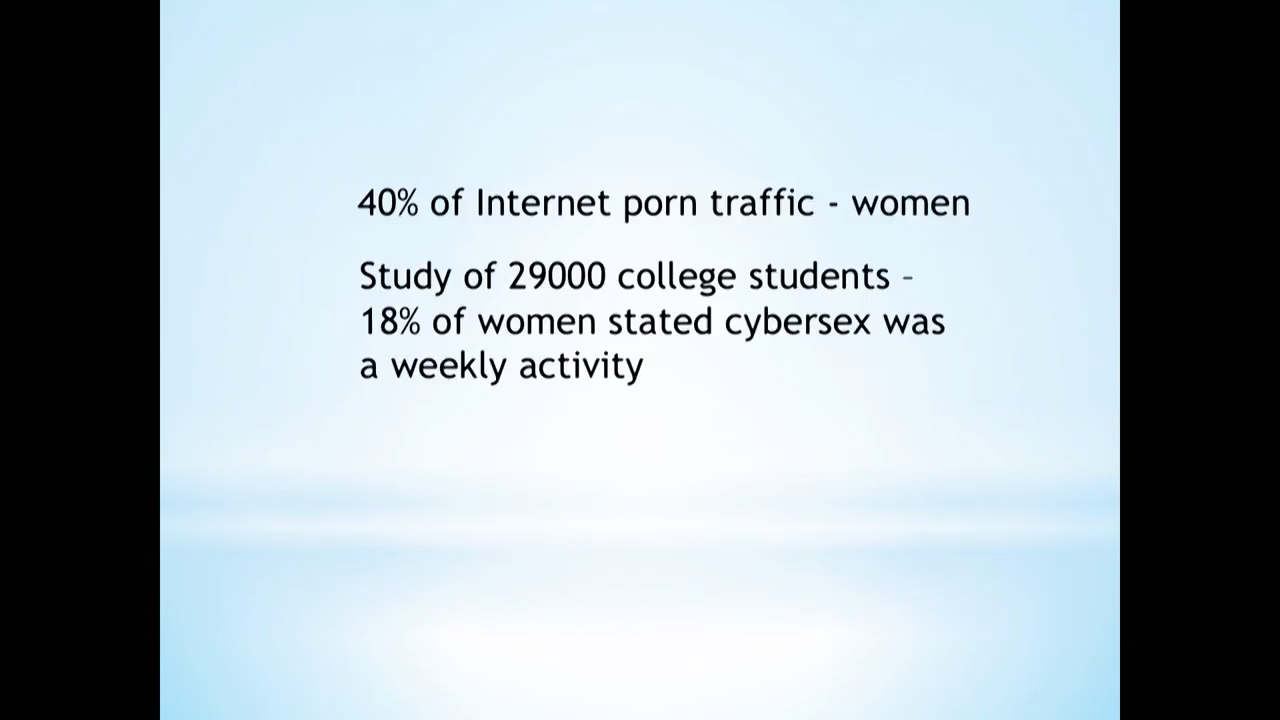 40% of Internet porn traffic - women
Study of 29000 college students –
18% of women stated cybersex was
a weekly activity